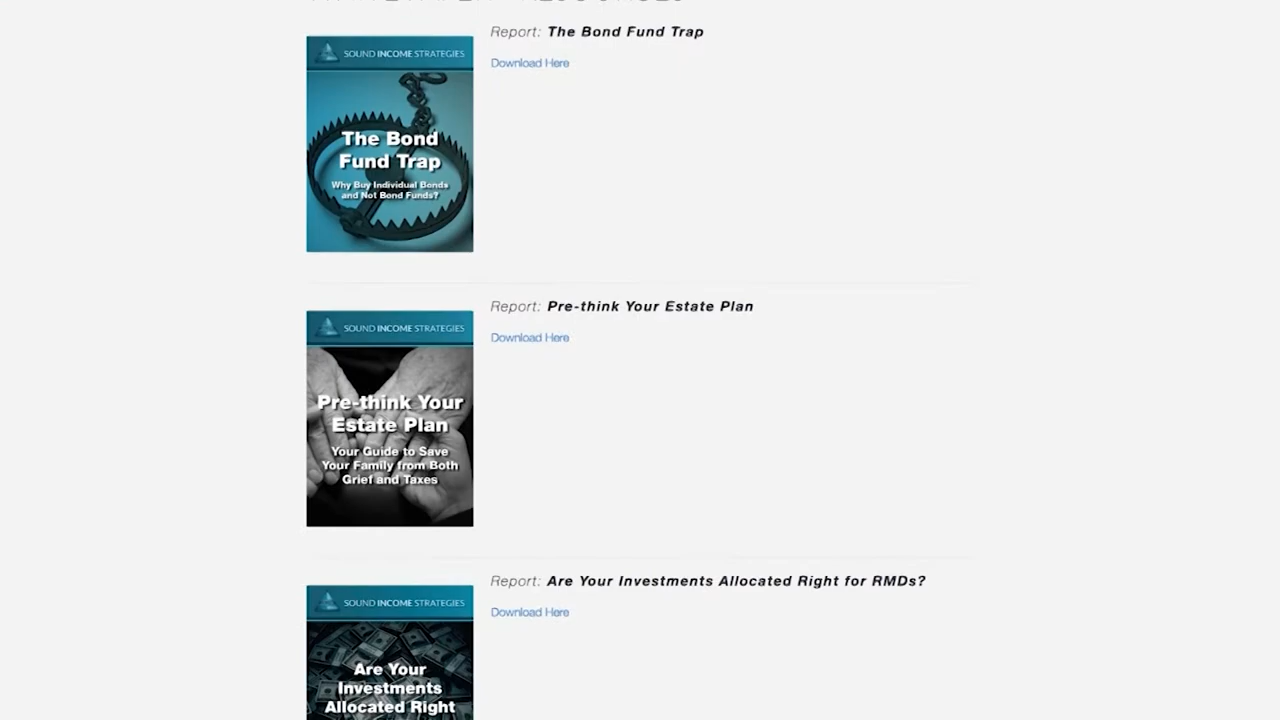 Report: The Bond Fund Trap
Download Here
SOUND INCOME STRATEGIES
The Bond
Fund Trap
Why Buy Individual Bonds
and Not Bond Funds?
Report: Pre-think Your Estate Plan
Download Here
SOUND INCOME STRATEGIES
Pre-think Your
Estate Plan
Your Guide to Save
Your Family from Both
Grief and Taxes
Report: Are Your Investments Allocated Right for RMDs?
Download Here
SOUND INCOME STRATEGIES
Are Your
Investments
Allocated Right